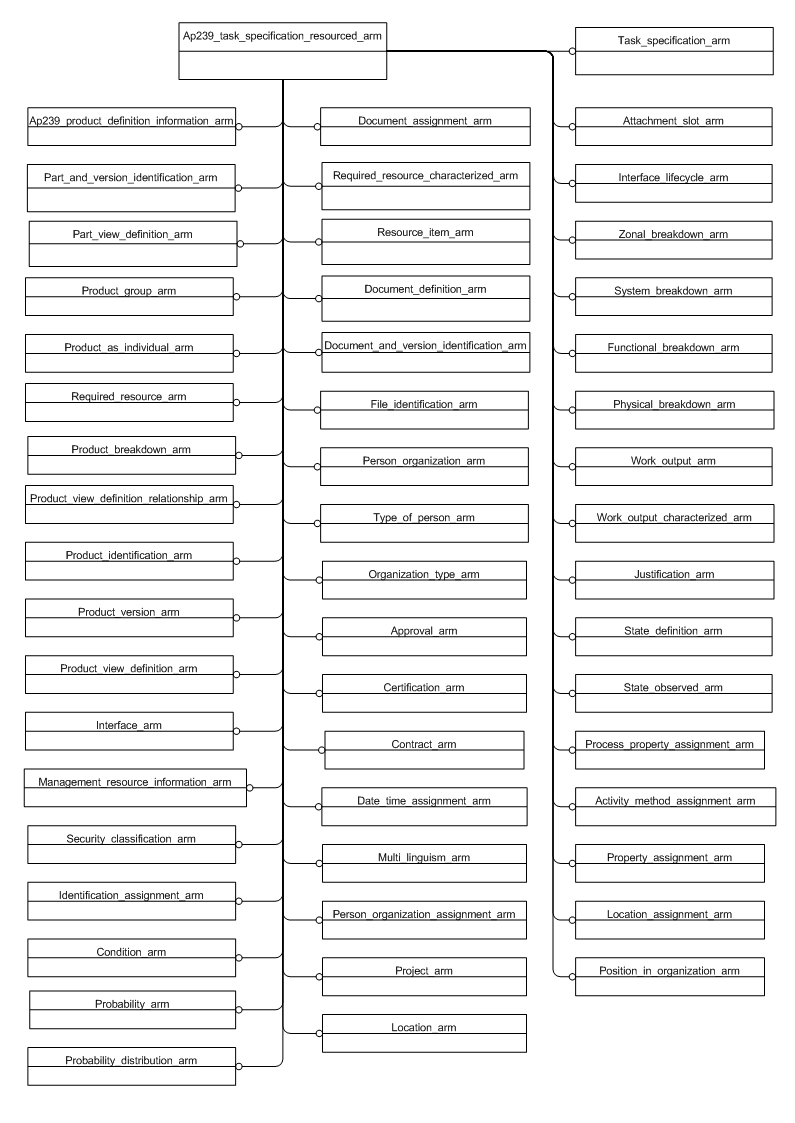 Ap239_task_specification_resourced_arm
Task_specification_arm
Ap239_product_definition_information_arm
Part_and_version_identification_arm
Part_view_definition_arm
Product_group_arm
Product_as_individual_arm
Required_resource_arm
Product_breakdown_arm
Product_view_definition_relationship_arm
Product_identification_arm
Product_version_arm
Product_view_definition_arm
Interface_arm
Management_resource_information_arm
Security_classification_arm
Identification_assignment_arm
Condition_arm
Probability_arm
Probability_distribution_arm
Document_assignment_arm
Required_resource_characterized_arm
Resource_item_arm
Document_definition_arm
Document_and_version_identification_arm
File_identification_arm
Person_organization_arm
Type_of_person_arm
Organization_type_arm
Approval_arm
Certification_arm
Contract_arm
Date_time_assignment_arm
Multi_linguism_arm
Person_organization_assignment_arm
Project_arm
Location_arm
Attachment_slot_arm
Interface_lifecycle_arm
Zonal_breakdown_arm
System_breakdown_arm
Functional_breakdown_arm
Physical_breakdown_arm
Work_output_arm
Work_output_characterized_arm
Justification_arm
State_definition_arm
State_observed_arm
Process_property_assignment_arm
Activity_method_assignment_arm
Property_assignment_arm
Location_assignment_arm
Position_in_organization_arm